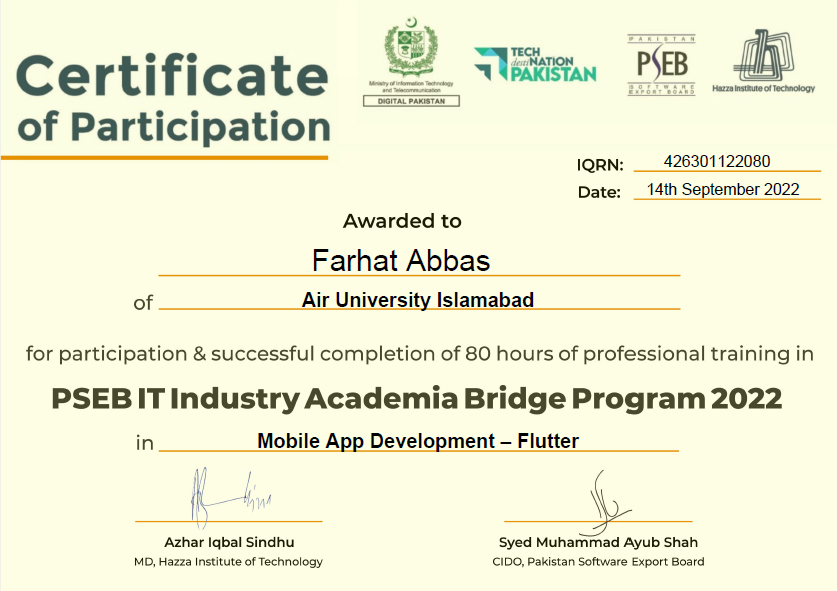 Certificate
of Participation
Ministry of Information Technology
and Telecommunication
DIGITAL PAKISTAN
TECH
destiNATION
PAKISTAN
PAKISTAN
PSEB
SOFTWARE
EXPORT BOARD
Hazza Institute of Technology
IQRN: 426301122080
Date: 14th September 2022
Awarded to
Farhat Abbas
of Air University Islamabad
for participation & successful completion of 80 hours of professional training in
PSEB IT Industry Academia Bridge Program 2022
in Mobile App Development – Flutter
Azhar Iqbal Sindhu
MD, Hazza Institute of Technology
Syed Muhammad Ayub Shah
CIDO, Pakistan Software Export Board